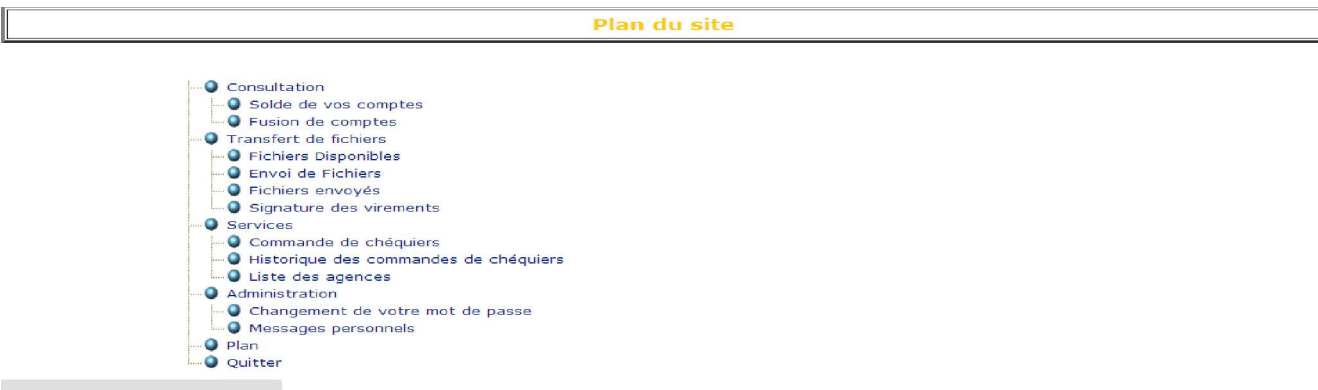 Plan du site
Consultation
Solde de vos comptes
Fusion de comptes
Transfert de fichiers
Fichiers Disponibles
Envoi de Fichiers
Fichiers envoyés
Signature des virements
Services
Commande de chéquiers
Historique des commandes de chéquiers
Liste des agences
Administration
Changement de votre mot de passe
Messages personnels
Plan
Quitter